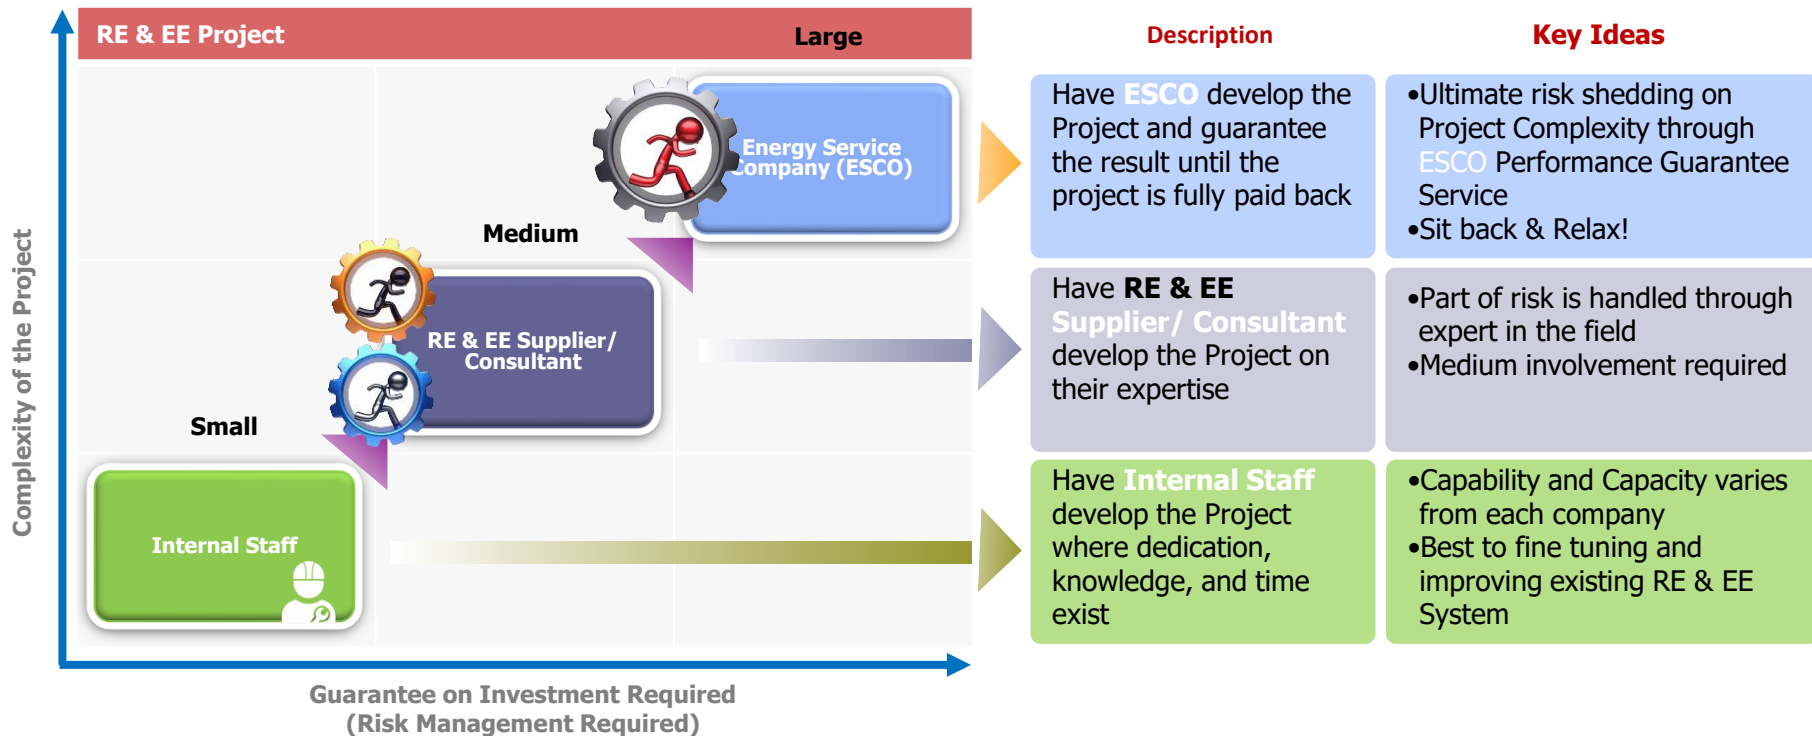 RE & EE Project
Large
Description
Key Ideas
Energy Service
Company (ESCO)
Have ESCO develop the
Project and guarantee
the result until the
project is fully paid back
•Ultimate risk shedding on
Project Complexity through
ESCO Performance Guarantee
Service
•Sit back & Relax!
Medium
RE & EE Supplier/
Consultant
Have RE & EE
Supplier/ Consultant
develop the Project on
their expertise
•Part of risk is handled through
expert in the field
•Medium involvement required
Small
Internal Staff
Have Internal Staff
develop the Project
where dedication,
knowledge, and time
exist
•Capability and Capacity varies
from each company
•Best to fine tuning and
improving existing RE & EE
System
Complexity of the Project
Guarantee on Investment Required
(Risk Management Required)